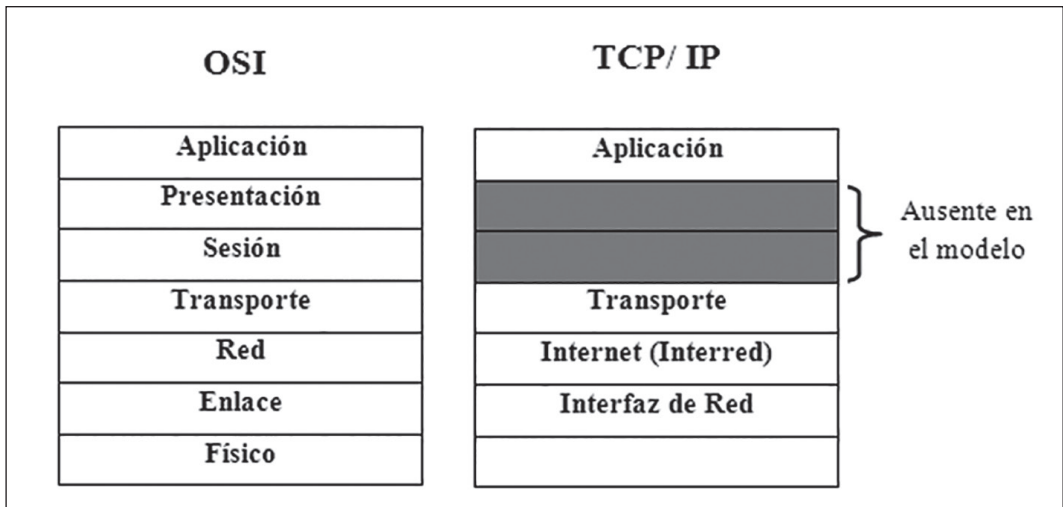 OSI
Aplicación
Presentación
Sesión
Transporte
Red
Enlace
Físico
TCP/ IP
Aplicación
Transporte
Internet (Interred)
Interfaz de Red
Ausente en
el modelo